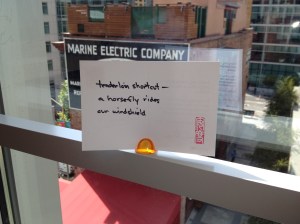 MARINE ELECTRIC COMPANY
tenderloin shortcut —
a horsefly rides
our windshield